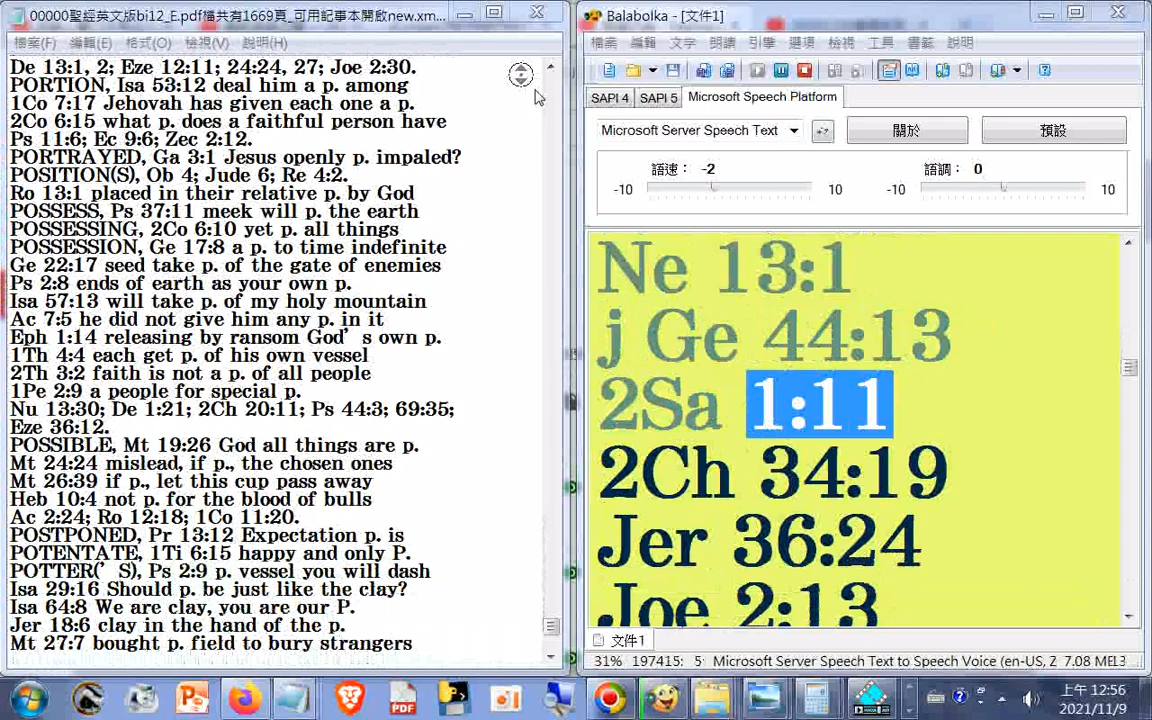 00000聖經英文版bi12_E.pdf檔共有1669頁_可用記事本開啟new.xm...
檔案(F) 編輯(E) 格式(O) 檢視(V) 說明(H)
De 13:1, 2; Eze 12:11; 24:24, 27; Joe 2:30.
PORTION, Isa 53:12 deal him a p. among
1Co 7:17 Jehovah has given each one a p.
2Co 6:15 what p. does a faithful person have
Ps 11:6; Ec 9:6; Zec 2:12.
PORTRAYED, Ga 3:1 Jesus openly p. impaled?
POSITION(S), Ob 4; Jude 6; Re 4:2.
Ro 13:1 placed in their relative p. by God
POSSESS, Ps 37:11 meek will p. the earth
POSSESSING, 2Co 6:10 yet p. all things
POSSESSION, Ge 17:8 a p. to time indefinite
Ge 22:17 seed take p. of the gate of enemies
Ps 2:8 ends of earth as your own p.
Isa 57:13 will take p. of my holy mountain
Ac 7:5 he did not give him any p. in it
Eph 1:14 releasing by ransom God’s own p.
1Th 4:4 each get p. of his own vessel
2Th 3:2 faith is not a p. of all people
1Pe 2:9 a people for special p.
Nu 13:30; De 1:21; 2Ch 20:11; Ps 44:3; 69:35;
Eze 36:12.
POSSIBLE, Mt 19:26 God all things are p.
Mt 24:24 mislead, if p., the chosen ones
Mt 26:39 if p., let this cup pass away
Heb 10:4 not p. for the blood of bulls
Ac 2:24; Ro 12:18; 1Co 11:20.
POSTPONED, Pr 13:12 Expectation p. is
POTENTATE, 1Ti 6:15 happy and only P.
POTTER(’S), Ps 2:9 p. vessel you will dash
Isa 29:16 Should p. be just like the clay?
Isa 64:8 We are clay, you are our P.
Jer 18:6 clay in the hand of the p.
Mt 27:7 bought p. field to bury strangers
Balabolka - [文件1]
檔案 編輯 文字 朗讀 引擎 選項 檢視 工具 書籤 說明
SAPI 4 SAPI 5 Microsoft Speech Platform
Microsoft Server Speech Text 關於 預設
語速： -2 語調： 0
-10 10 -10 10
Ne 13:1
j Ge 44:13
2Sa 1:11
2Ch 34:19
Jer 36:24
Joe 2:13
文件1
31% 197415: 5 Microsoft Server Speech Text to Speech Voice (en-US, Z 7.08 МЕ13
PDF
上午 12:56
2021/11/9